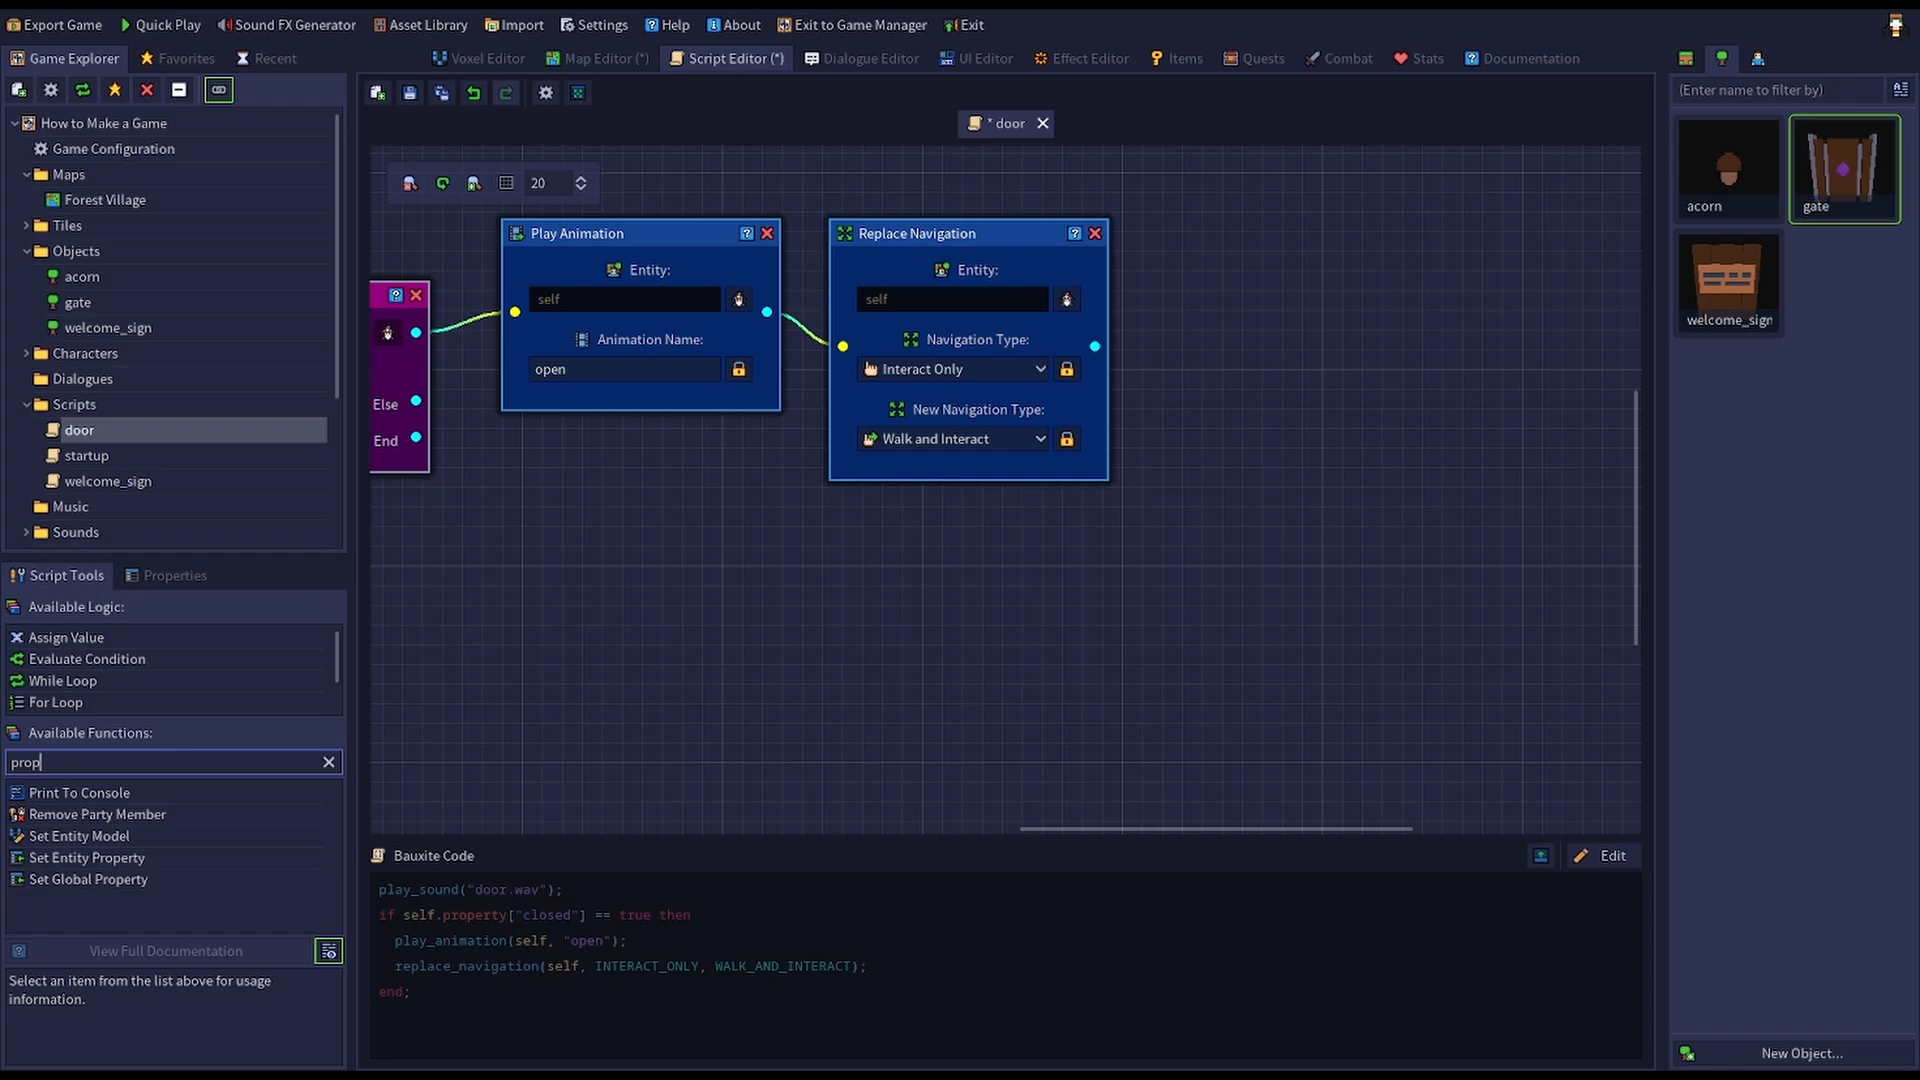 Export Game
Quick Play
Sound FX Generator
Asset Library
Import
Settings
Help
About
Exit to Game Manager
Exit
Game Explorer
Favorites
Recent
Voxel Editor
Map Editor (*)
Script Editor (*)
Dialogue Editor
UI Editor
Effect Editor
Items
Quests
Combat
Stats
Documentation
(Enter name to filter by)
* door
How to Make a Game
Game Configuration
Maps
Forest Village
Tiles
Objects
acorn
gate
welcome_sign
Characters
Dialogues
Scripts
door
startup
welcome_sign
Music
Sounds
20
Else
End
Play Animation
Entity:
self
Animation Name:
open
Replace Navigation
Entity:
self
Navigation Type:
Interact Only
New Navigation Type:
Walk and Interact
acorn
gate
welcome_sign
Script Tools
Properties
Available Logic:
Assign Value
Evaluate Condition
While Loop
For Loop
Available Functions:
prop
Print To Console
Remove Party Member
Set Entity Model
Set Entity Property
Set Global Property
View Full Documentation
Select an item from the list above for usage
information.
Bauxite Code
Edit
play_sound("door.wav");
if self.property["closed"] == true then
play_animation(self, "open");
replace_navigation(self, INTERACT_ONLY, WALK_AND_INTERACT);
end;
New Object...